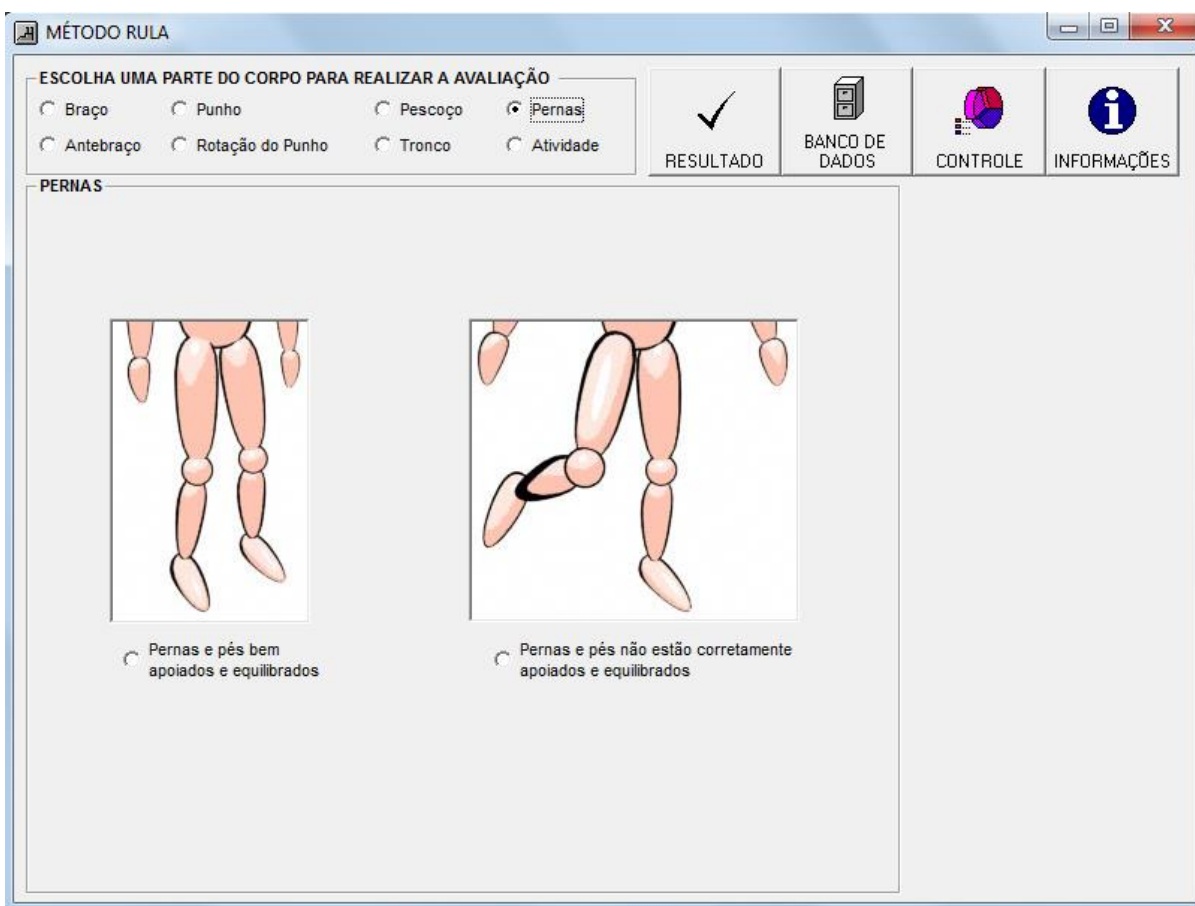 MÉTODO RULA
ESCOLHA UMA PARTE DO CORPO PARA REALIZAR A AVALIAÇÃO
Braço Punho Pescoço Pernas
Antebraço Rotação do Punho Tronco Atividade
RESULTADO
BANCO DE
DADOS
CONTROLE
INFORMAÇÕES
PERNAS
Pernas e pés bem
apoiados e equilibrados
Pernas e pés não estão corretamente
apoiados e equilibrados